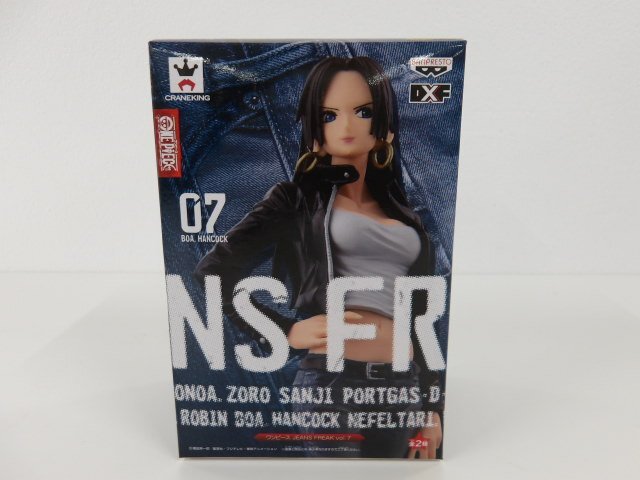 CRANEKING
BANPRESTO
DXF
ONE PIECE
07
BOA. HANCOCK
NS FR
ONOA. ZORO SANJI PORTGAS・D・
ROBIN BOA. HANCOCK NEFELTARI.
ワンピース JEANS FREAK vol.7
全2種